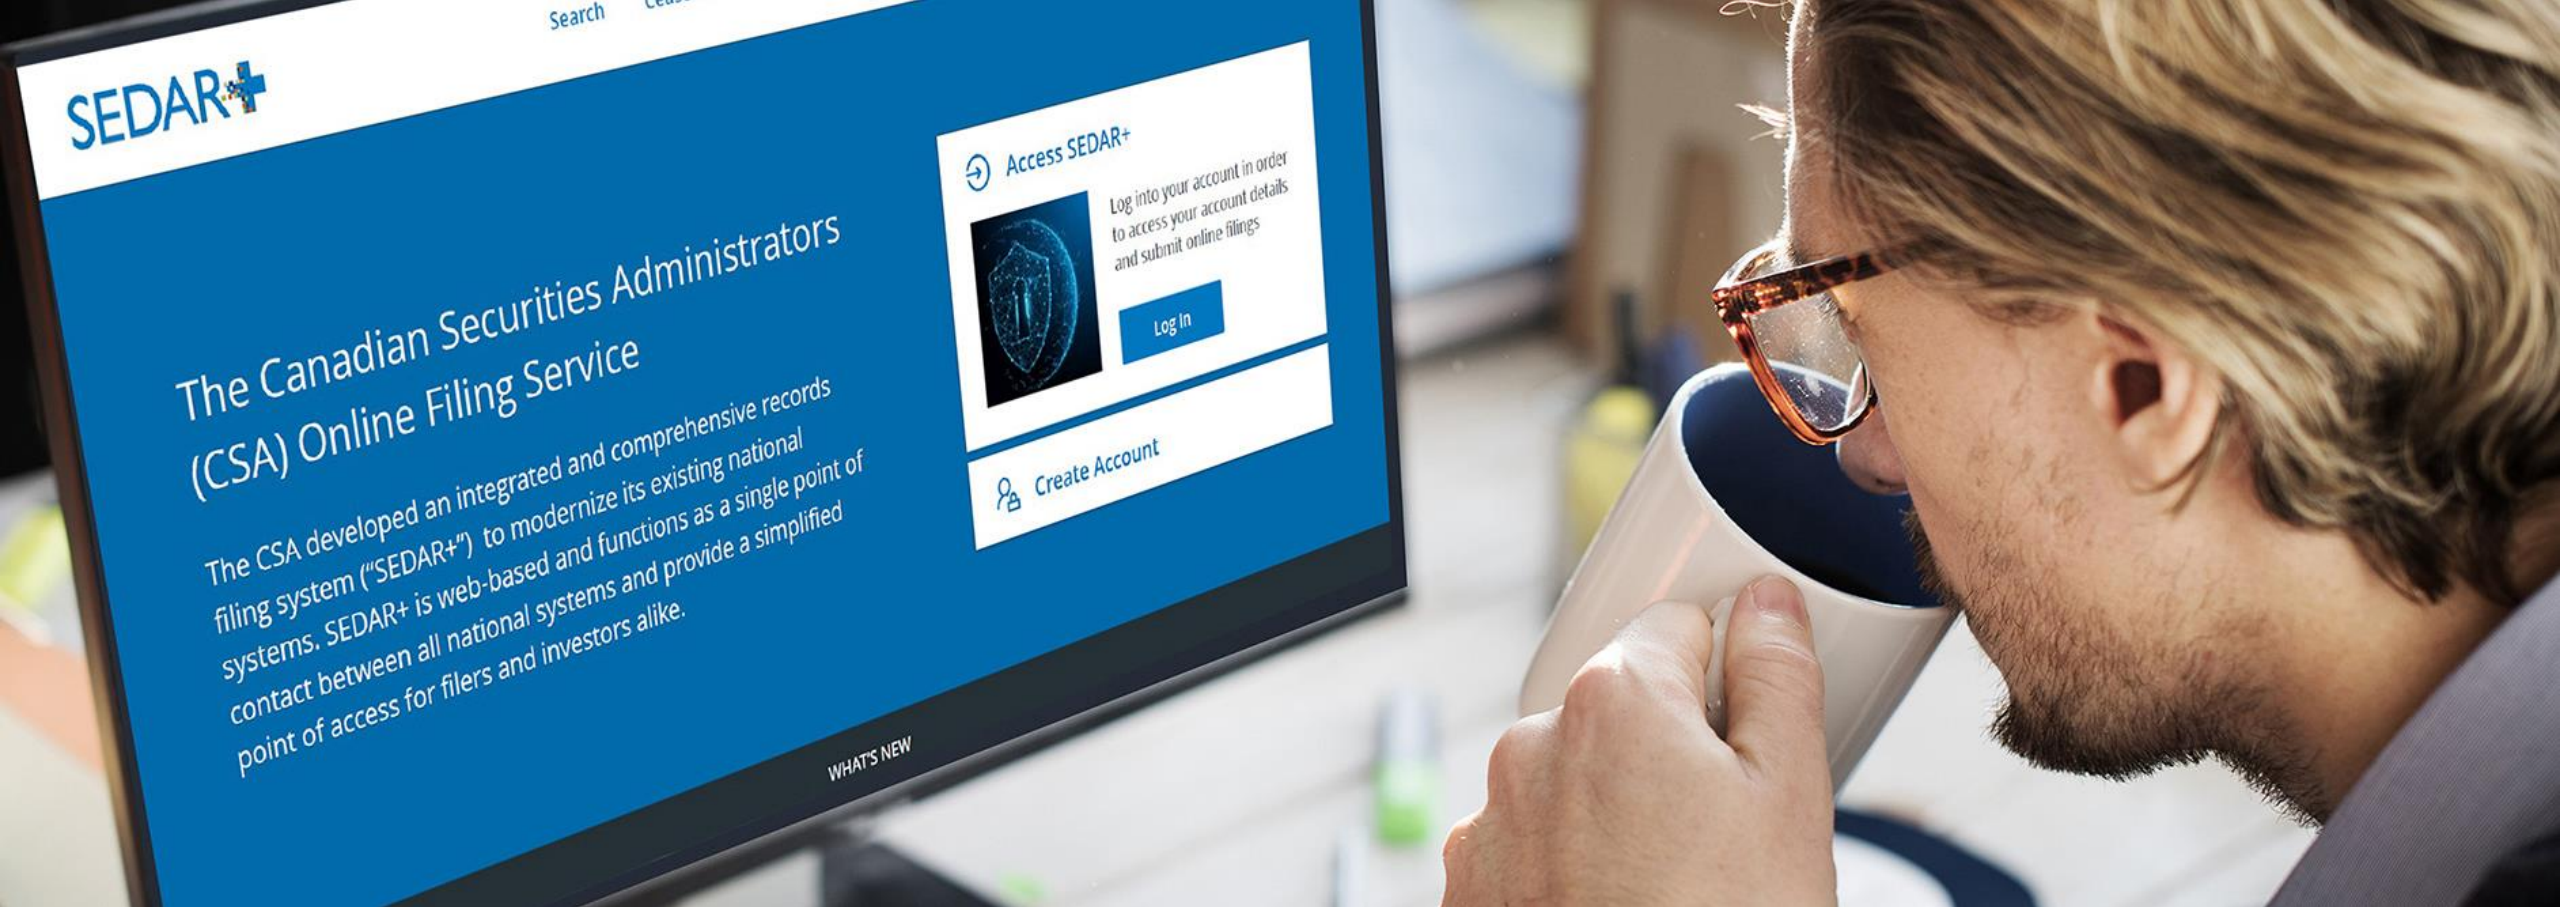 Search
SEDAR+
The Canadian Securities Administrators
(CSA) Online Filing Service
The CSA developed an integrated and comprehensive records
filing system (“SEDAR+”) to modernize its existing national
systems. SEDAR+ is web-based and functions as a single point of
contact between all national systems and provide a simplified
point of access for filers and investors alike.
Access SEDAR+
Log into your account in order
to access your account details
and submit online filings
Log In
Create Account
WHAT'S NEW